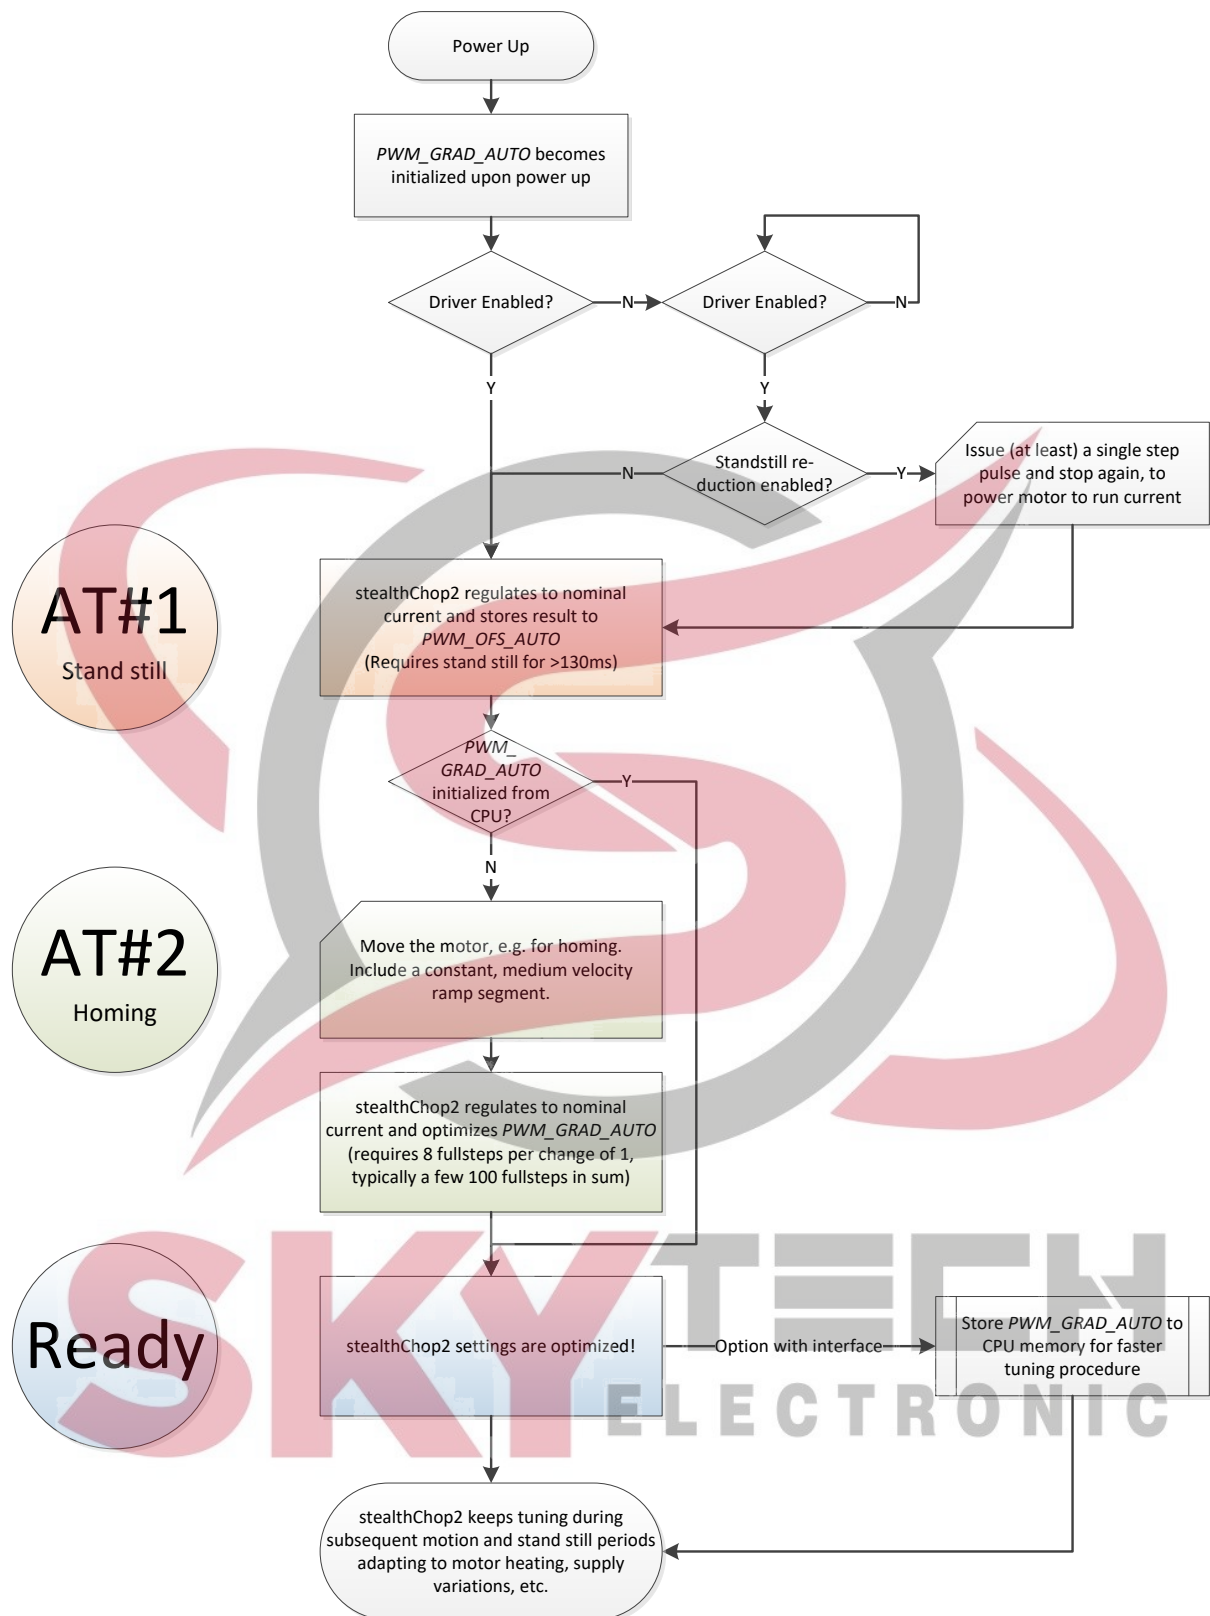 Power Up
PWM_GRAD_AUTO becomes
initialized upon power up
Driver Enabled?
N
Driver Enabled?
N
Y
Y
Standstill re-
duction enabled?
N
Y
Issue (at least) a single step
pulse and stop again, to
power motor to run current
AT#1
Stand still
stealthChop2 regulates to nominal
current and stores result to
PWM_OFS_AUTO
(Requires stand still for >130ms)
PWM_
GRAD_AUTO
initialized from
CPU?
Y
N
AT#2
Homing
Move the motor, e.g. for homing.
Include a constant, medium velocity
ramp segment.
stealthChop2 regulates to nominal
current and optimizes PWM_GRAD_AUTO
(requires 8 fullsteps per change of 1,
typically a few 100 fullsteps in sum)
Ready
stealthChop2 settings are optimized!
Option with interface
Store PWM_GRAD_AUTO to
CPU memory for faster
tuning procedure
SKYTECH
ELECTRONIC
stealthChop2 keeps tuning during
subsequent motion and stand still periods
adapting to motor heating, supply
variations, etc.